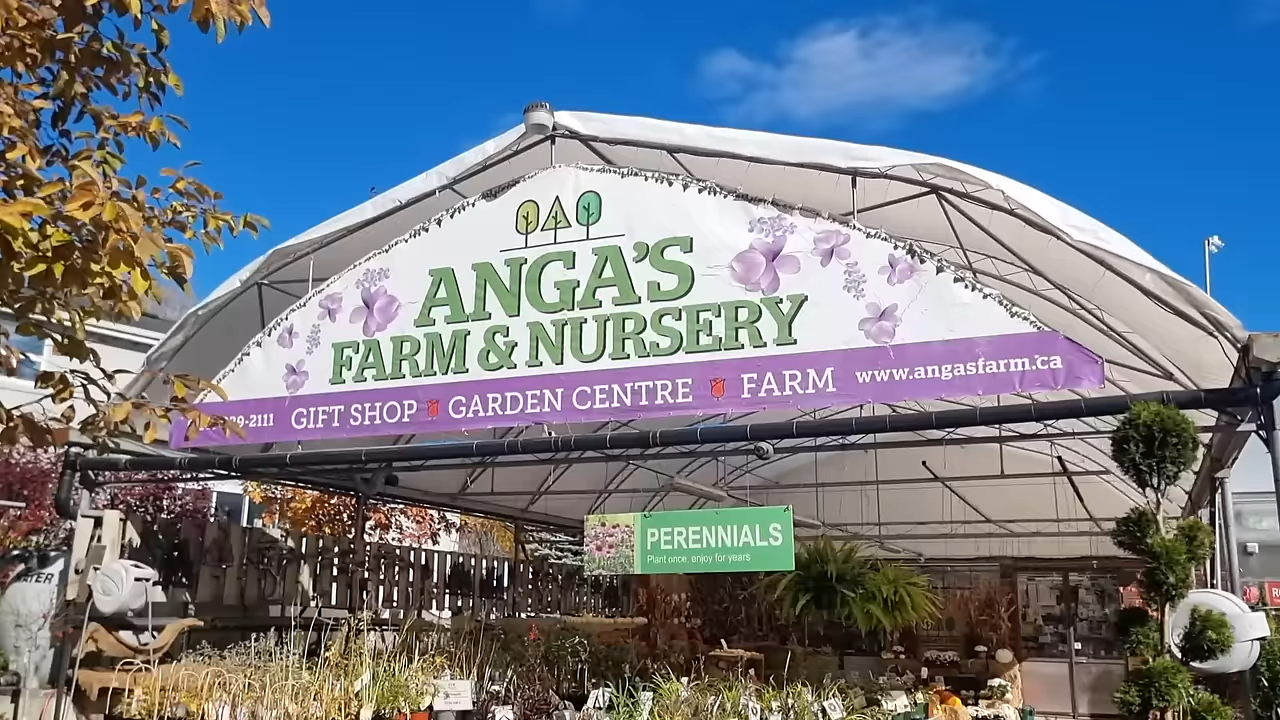 ANGA'S
FARM & NURSERY
GIFT SHOP GARDEN CENTRE FARM www.angasfarm.ca
PERENNIALS
Plant once, enjoy for years